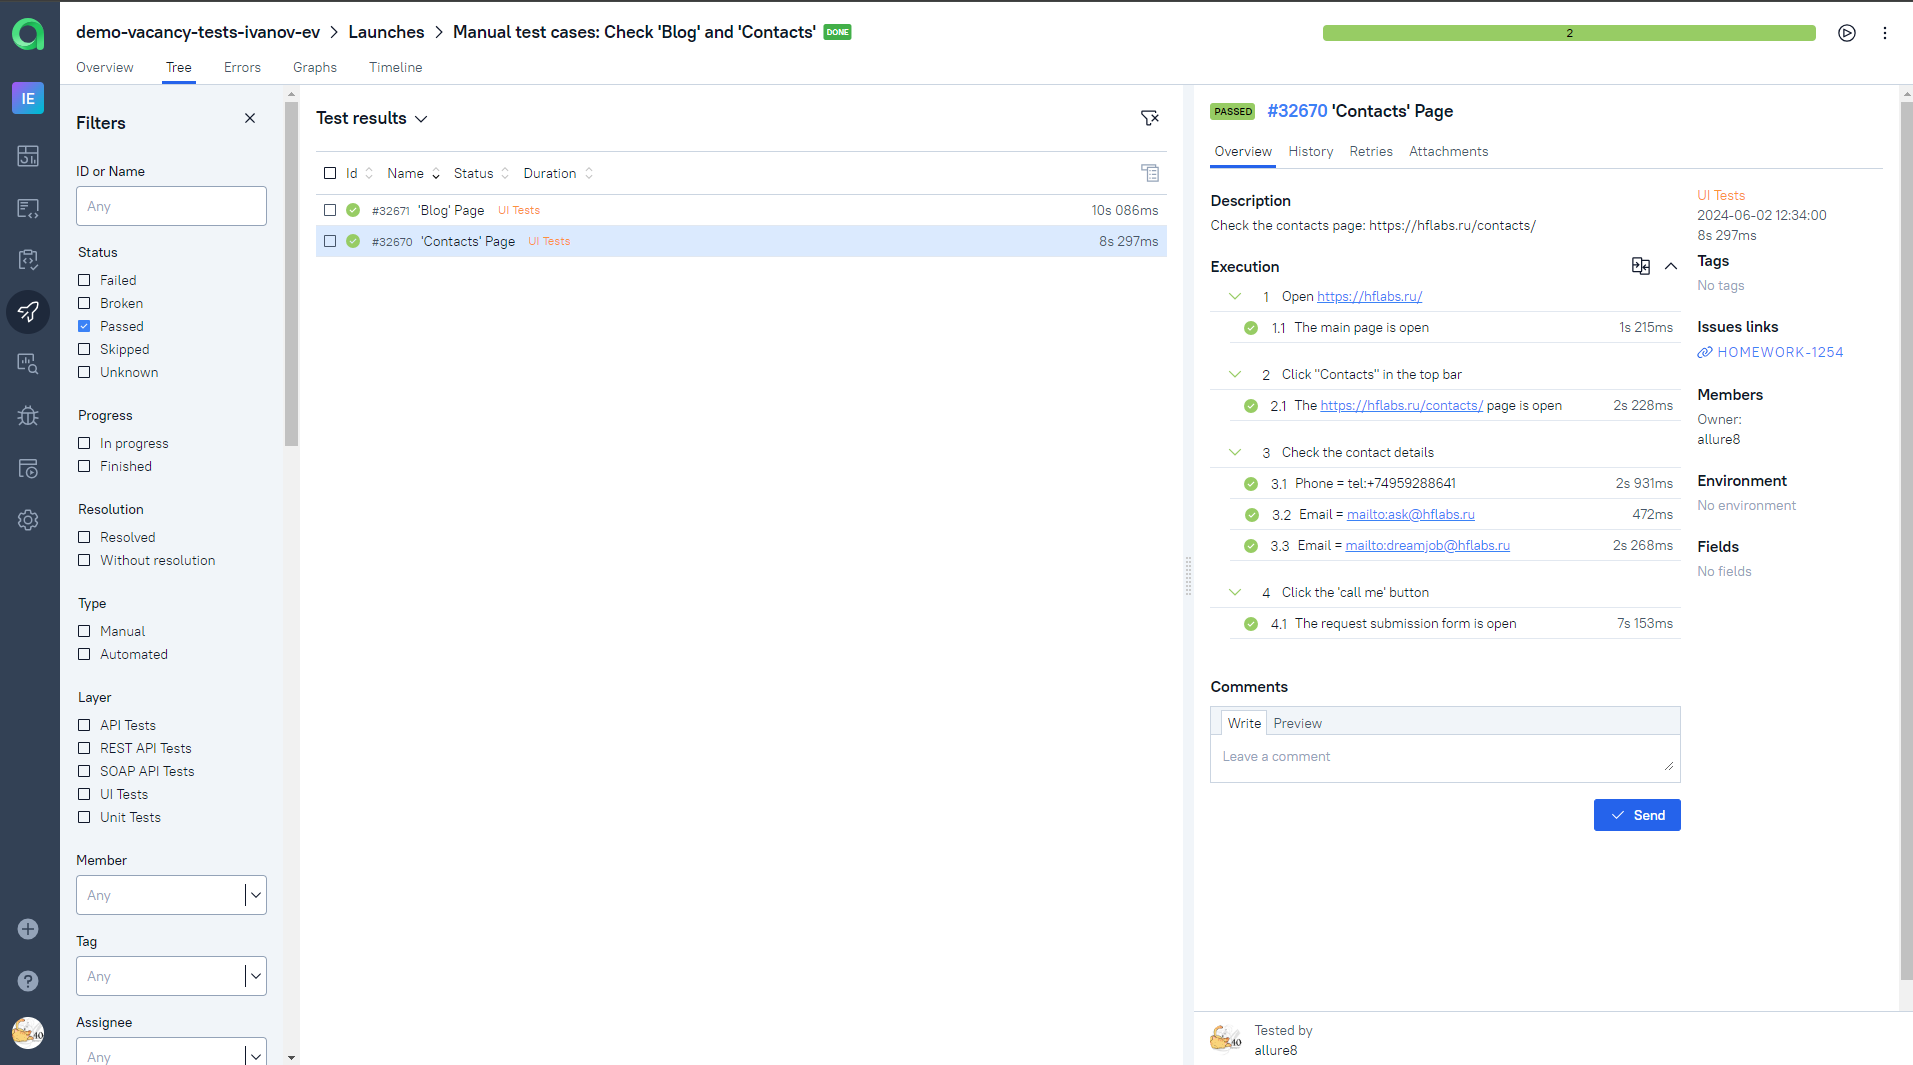 demo-vacancy-tests-ivanov-ev > Launches > Manual test cases: Check 'Blog' and 'Contacts' DONE
2
Overview Tree Errors Graphs Timeline
IE
Filters
ID or Name
Any
Status
Failed
Broken
Passed
Skipped
Unknown
Progress
In progress
Finished
Resolution
Resolved
Without resolution
Type
Manual
Automated
Layer
API Tests
REST API Tests
SOAP API Tests
UI Tests
Unit Tests
Member
Any
Tag
Any
Assignee
Any
Test results
Id Name Status Duration
#32671 'Blog' Page UI Tests 10s 086ms
#32670 'Contacts' Page UI Tests 8s 297ms
PASSED #32670 'Contacts' Page
Overview History Retries Attachments
Description
Check the contacts page: https://hflabs.ru/contacts/
Execution
1 Open https://hflabs.ru/
1.1 The main page is open 1s 215ms
2 Click "Contacts" in the top bar
2.1 The https://hflabs.ru/contacts/ page is open 2s 228ms
3 Check the contact details
3.1 Phone = tel:+74959288641 2s 931ms
3.2 Email = mailto:ask@hflabs.ru 472ms
3.3 Email = mailto:dreamjob@hflabs.ru 2s 268ms
4 Click the 'call me' button
4.1 The request submission form is open 7s 153ms
Comments
Write Preview
Leave a comment
Send
UI Tests
2024-06-02 12:34:00
8s 297ms
Tags
No tags
Issues links
HOMEWORK-1254
Members
Owner:
allure8
Environment
No environment
Fields
No fields
Tested by
allure8